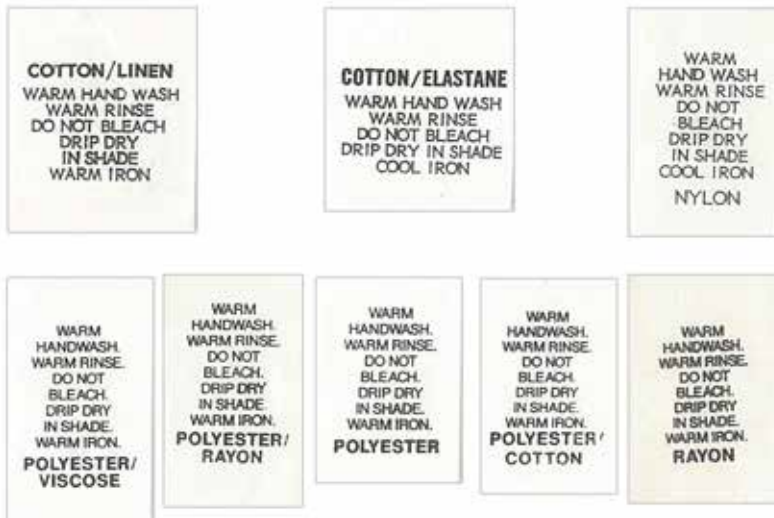 COTTON/LINEN
WARM HAND WASH
WARM RINSE
DO NOT BLEACH
DRIP DRY
IN SHADE
WARM IRON
COTTON/ELASTANE
WARM HAND WASH
WARM RINSE
DO NOT BLEACH
DRIP DRY IN SHADE
COOL IRON
WARM
HAND WASH
WARM RINSE
DO NOT
BLEACH
DRIP DRY
IN SHADE
COOL IRON
NYLON
WARM
HANDWASH.
WARM RINSE.
DO NOT
BLEACH.
DRIP DRY
IN SHADE.
WARM IRON.
POLYESTER/
VISCOSE
WARM
HANDWASH.
WARM RINSE.
DO NOT
BLEACH.
DRIP DRY
IN SHADE.
WARM IRON.
POLYESTER/
RAYON
WARM
HANDWASH.
WARM RINSE.
DO NOT
BLEACH.
DRIP DRY
IN SHADE.
WARM IRON.
POLYESTER
WARM
HANDWASH.
WARM RINSE.
DO NOT
BLEACH.
DRIP DRY
IN SHADE.
WARM IRON.
POLYESTER/
COTTON
WARM
HANDWASH.
WARM RINSE.
DO NOT
BLEACH.
DRIP DRY
IN SHADE.
WARM IRON.
RAYON